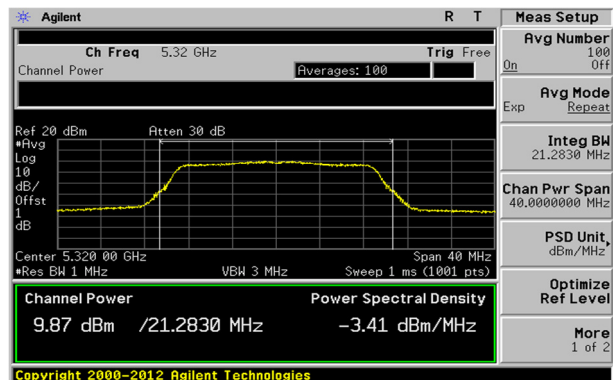 Agilent R T
Ch Freq 5.32 GHz Trig Free
Channel Power Averages: 100
Ref 20 dBm Atten 30 dB
#Avg
Log
10
dB/
Offst
1
dB
Center 5.320 00 GHz Span 40 MHz
#Res BW 1 MHz VBW 3 MHz Sweep 1 ms (1001 pts)
Channel Power Power Spectral Density
9.87 dBm /21.2830 MHz -3.41 dBm/MHz
Copyright 2000-2012 Agilent Technologies
Meas Setup
Avg Number
100
On Off
Avg Mode
Exp Repeat
Integ BW
21.2830 MHz
Chan Pwr Span
40.0000000 MHz
PSD Unit
dBm/MHz
Optimize
Ref Level
More
1 of 2